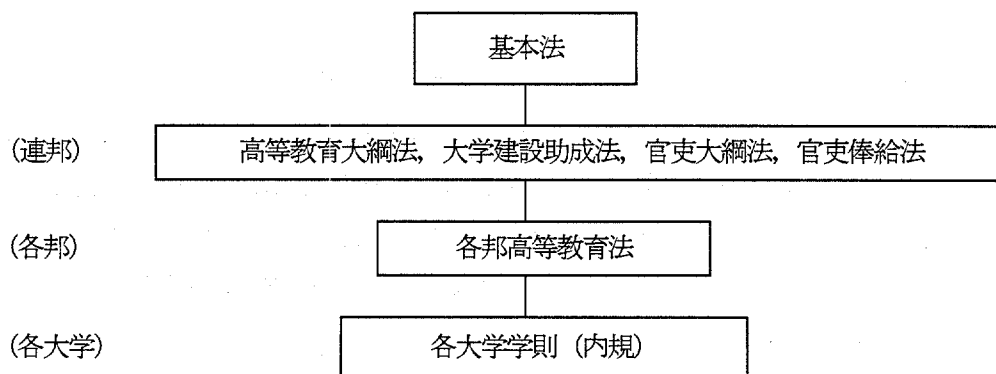 基本法
(連邦) 高等教育大綱法, 大学建設助成法, 官吏大綱法, 官吏俸給法
(各邦) 各邦高等教育法
(各大学) 各大学学則 (内規)